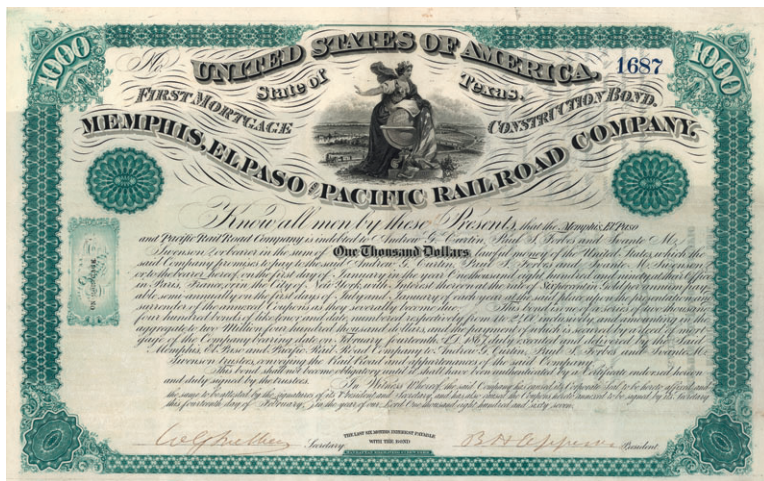 1000
1000
No.
1687
UNITED STATES OF AMERICA.
State of Texas.
FIRST MORTGAGE
CONSTRUCTION BOND.
MEMPHIS, EL PASO AND PACIFIC RAIL ROAD COMPANY.
Know all men by these Presents, that the Memphis, El Paso
and Pacific Rail Road Company is indebted to Andrew G. Curtin, Paul S. Forbes and Svante M.
Swenson or bearer in the sum of One Thousand Dollars lawful money of the United States, which the
said Company promises to pay to the said Andrew G. Curtin, Paul S. Forbes and Svante M. Swenson
or to the bearer hereof on the first day of January in the year One thousand eight hundred and at their Office
in Paris, France, or in the City of New York, with Interest thereon at the rate of Six per cent in Gold per annum pay-
able semi-annually on the first days of July and January of each year at the said place upon the presentation and
surrender of the annexed Coupons as they severally become due. This bond is one of a series of two thousand
four hundred bonds of like tenor and date, numbered respectively from 1 to 2400 inclusively, and amounting in the
aggregate to two Million four hundred thousand dollars, and the payment of which is secured by a deed of mort-
gage of the Company bearing date on February fourteenth A.D. 1867 duly executed and delivered by the Said
Memphis, El Paso and Pacific Rail Road Company to Andrew G. Curtin, Paul S. Forbes and Svante M.
Swenson trustees, conveying the Rail Road and appurtenances of the said Company.
This bond shall not become obligatory until it shall have been authenticated by a Certificate endorsed hereon
and duly signed by the trustees. In Witness Whereof, the said Company has caused its Corporate Seal to be hereto affixed and
the same to be attested by the signatures of its President and Secretary, and has also caused the Coupons hereto annexed to be signed by its Secretary
this fourteenth day of February, in the year of our Lord One thousand eight hundred and sixty seven.
Secretary.
THE LAST SIX MONTHS INTEREST PAYABLE
WITH THE BOND
President.